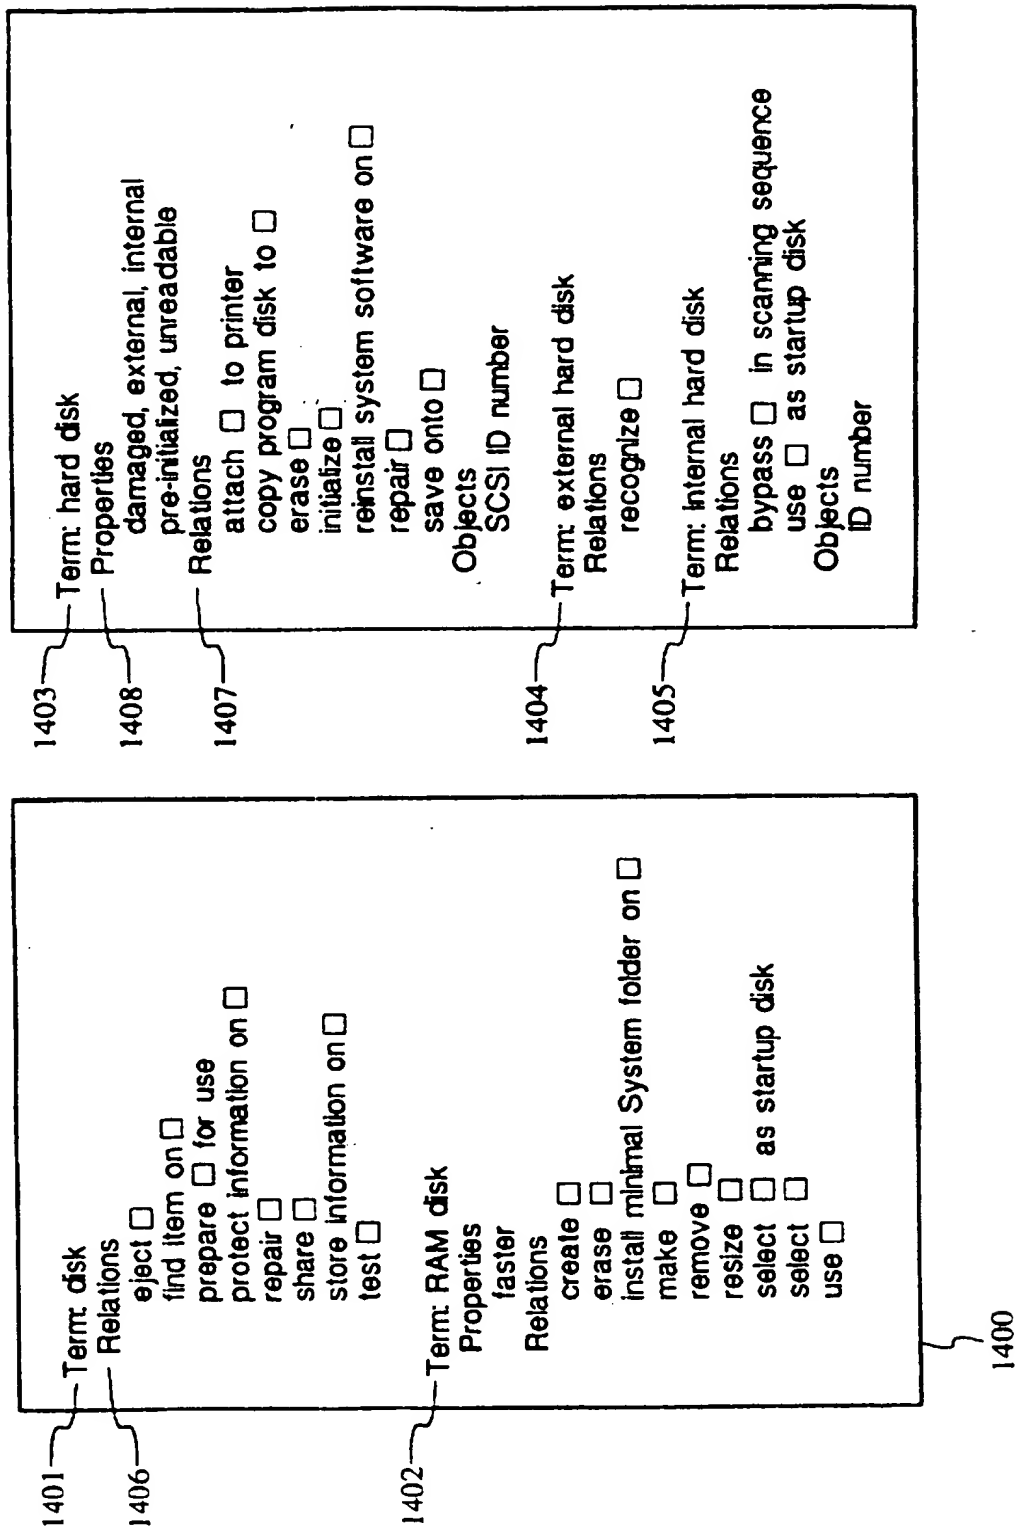 1401
Term: disk
1406
Relations
eject □
find item on □
prepare □ for use
protect information on □
repair □
share □
store information on □
test □
1402
Term: RAM disk
Properties
faster
Relations
create □
erase □
install minimal System folder on □
make □
remove □
resize □
select □ as startup disk
select □
use □
1400
1403
Term: hard disk
1408
Properties
damaged, external, internal
pre-initialized, unreadable
1407
Relations
attach □ to printer
copy program disk to □
erase □
initialize □
reinstall system software on □
repair □
save onto □
Objects
SCSI ID number
1404
Term: external hard disk
Relations
recognize □
1405
Term: internal hard disk
Relations
bypass □ in scanning sequence
use □ as startup disk
Objects
ID number